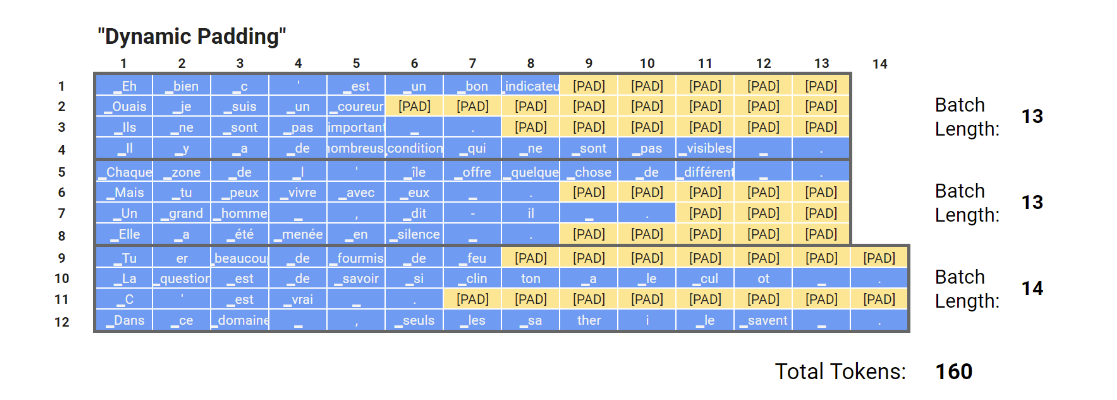 "Dynamic Padding"
1 2 3 4 5 6 7 8 9 10 11 12 13 14
1 _Eh _bien _c ' _est _un _bon _indicateu [PAD] [PAD] [PAD] [PAD] [PAD]
2 _Ouais _je _suis _un _coureur [PAD] [PAD] [PAD] [PAD] [PAD] [PAD] [PAD] [PAD]
3 _Ils _ne _sont _pas important _ . [PAD] [PAD] [PAD] [PAD] [PAD] [PAD]
4 _Il _y _a _de nombreus _condition _qui _ne _sont _pas _visibles _ .
Batch
Length: 13
5 _Chaque _zone _de _l ' _île _offre _quelque _chose _de _différent _ .
6 _Mais _tu _peux _vivre _avec _eux _ . [PAD] [PAD] [PAD] [PAD] [PAD]
7 _Un _grand _homme _ , _dit - il _ . [PAD] [PAD] [PAD]
8 _Elle _a _été _menée _en _silence _ . [PAD] [PAD] [PAD] [PAD] [PAD]
Batch
Length: 13
9 _Tu er _beaucou _de _fourmis _de _feu [PAD] [PAD] [PAD] [PAD] [PAD] [PAD] [PAD]
10 _La _question _est _de _savoir _si _clin ton _a _le _cul ot _ .
11 _C ' _est _vrai _ . [PAD] [PAD] [PAD] [PAD] [PAD] [PAD] [PAD] [PAD]
12 _Dans _ce _domaine _ , _seuls _les _sa ther i _le _savent _ .
Batch
Length: 14
Total Tokens: 160